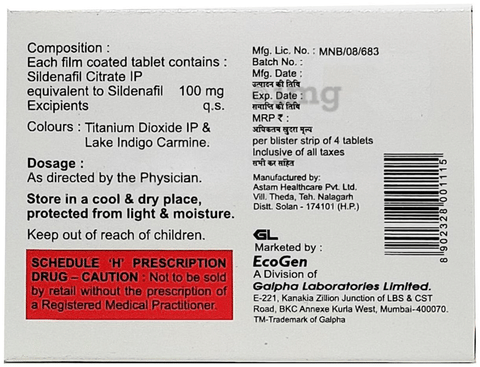 Composition :
Each film coated tablet contains :
Sildenafil Citrate IP
equivalent to Sildenafil 100 mg
Excipients q.s.
Colours : Titanium Dioxide IP &
Lake Indigo Carmine.
Dosage :
As directed by the Physician.
Store in a cool & dry place,
protected from light & moisture.
Keep out of reach of children.
SCHEDULE 'H' PRESCRIPTION
DRUG – CAUTION : Not to be sold
by retail without the prescription of
a Registered Medical Practitioner.
Mfg. Lic. No. : MNB/08/683
Batch No. :
Mfg. Date :
उत्पादन की तिथि
Exp. Date :
समाप्ति की तिथि
MRP ₹ :
अधिकतम खुदरा मूल्य
per blister strip of 4 tablets
Inclusive of all taxes
सभी कर सहित
Manufactured by:
Astam Healthcare Pvt. Ltd.
Vill. Theda, Teh. Nalagarh
Distt. Solan - 174101 (H.P.)
GL
Marketed by :
EcoGen
A Division of
Galpha Laboratories Limited.
E-221, Kanakia Zillion Junction of LBS & CST
Road, BKC Annexe Kurla West, Mumbai-400070.
TM-Trademark of Galpha
8 902328 001115